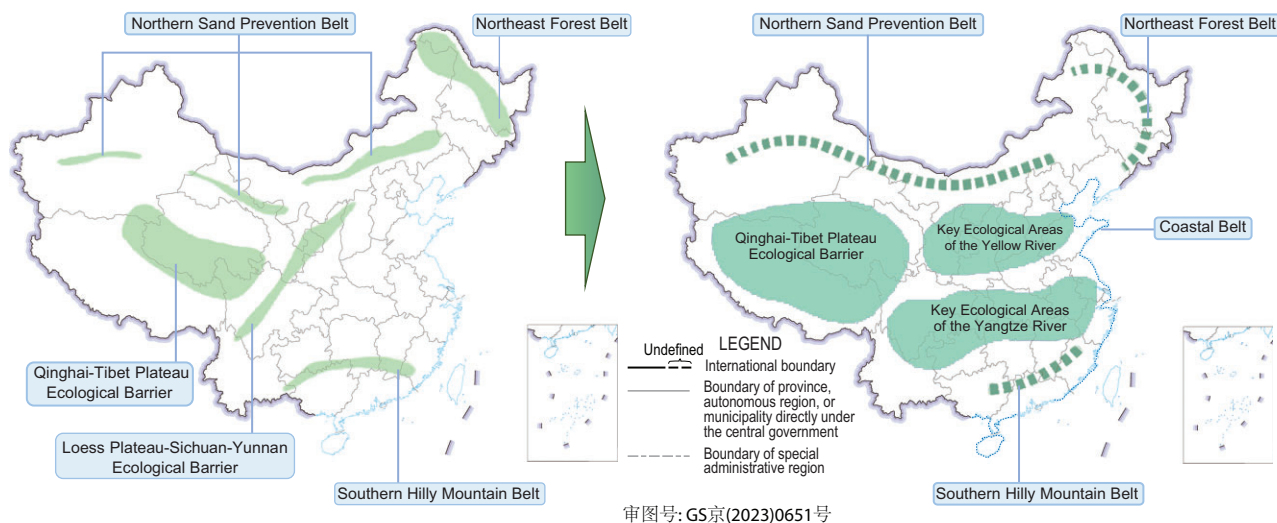 Northern Sand Prevention Belt
Northeast Forest Belt
Qinghai-Tibet Plateau
Ecological Barrier
Loess Plateau-Sichuan-Yunnan
Ecological Barrier
Southern Hilly Mountain Belt
Northern Sand Prevention Belt
Northeast Forest Belt
Qinghai-Tibet Plateau
Ecological Barrier
Key Ecological Areas
of the Yellow River
Coastal Belt
Key Ecological Areas
of the Yangtze River
Southern Hilly Mountain Belt
LEGEND
Undefined
International boundary
Boundary of province,
autonomous region, or
municipality directly under
the central government
Boundary of special
administrative region
审图号: GS京(2023)0651号